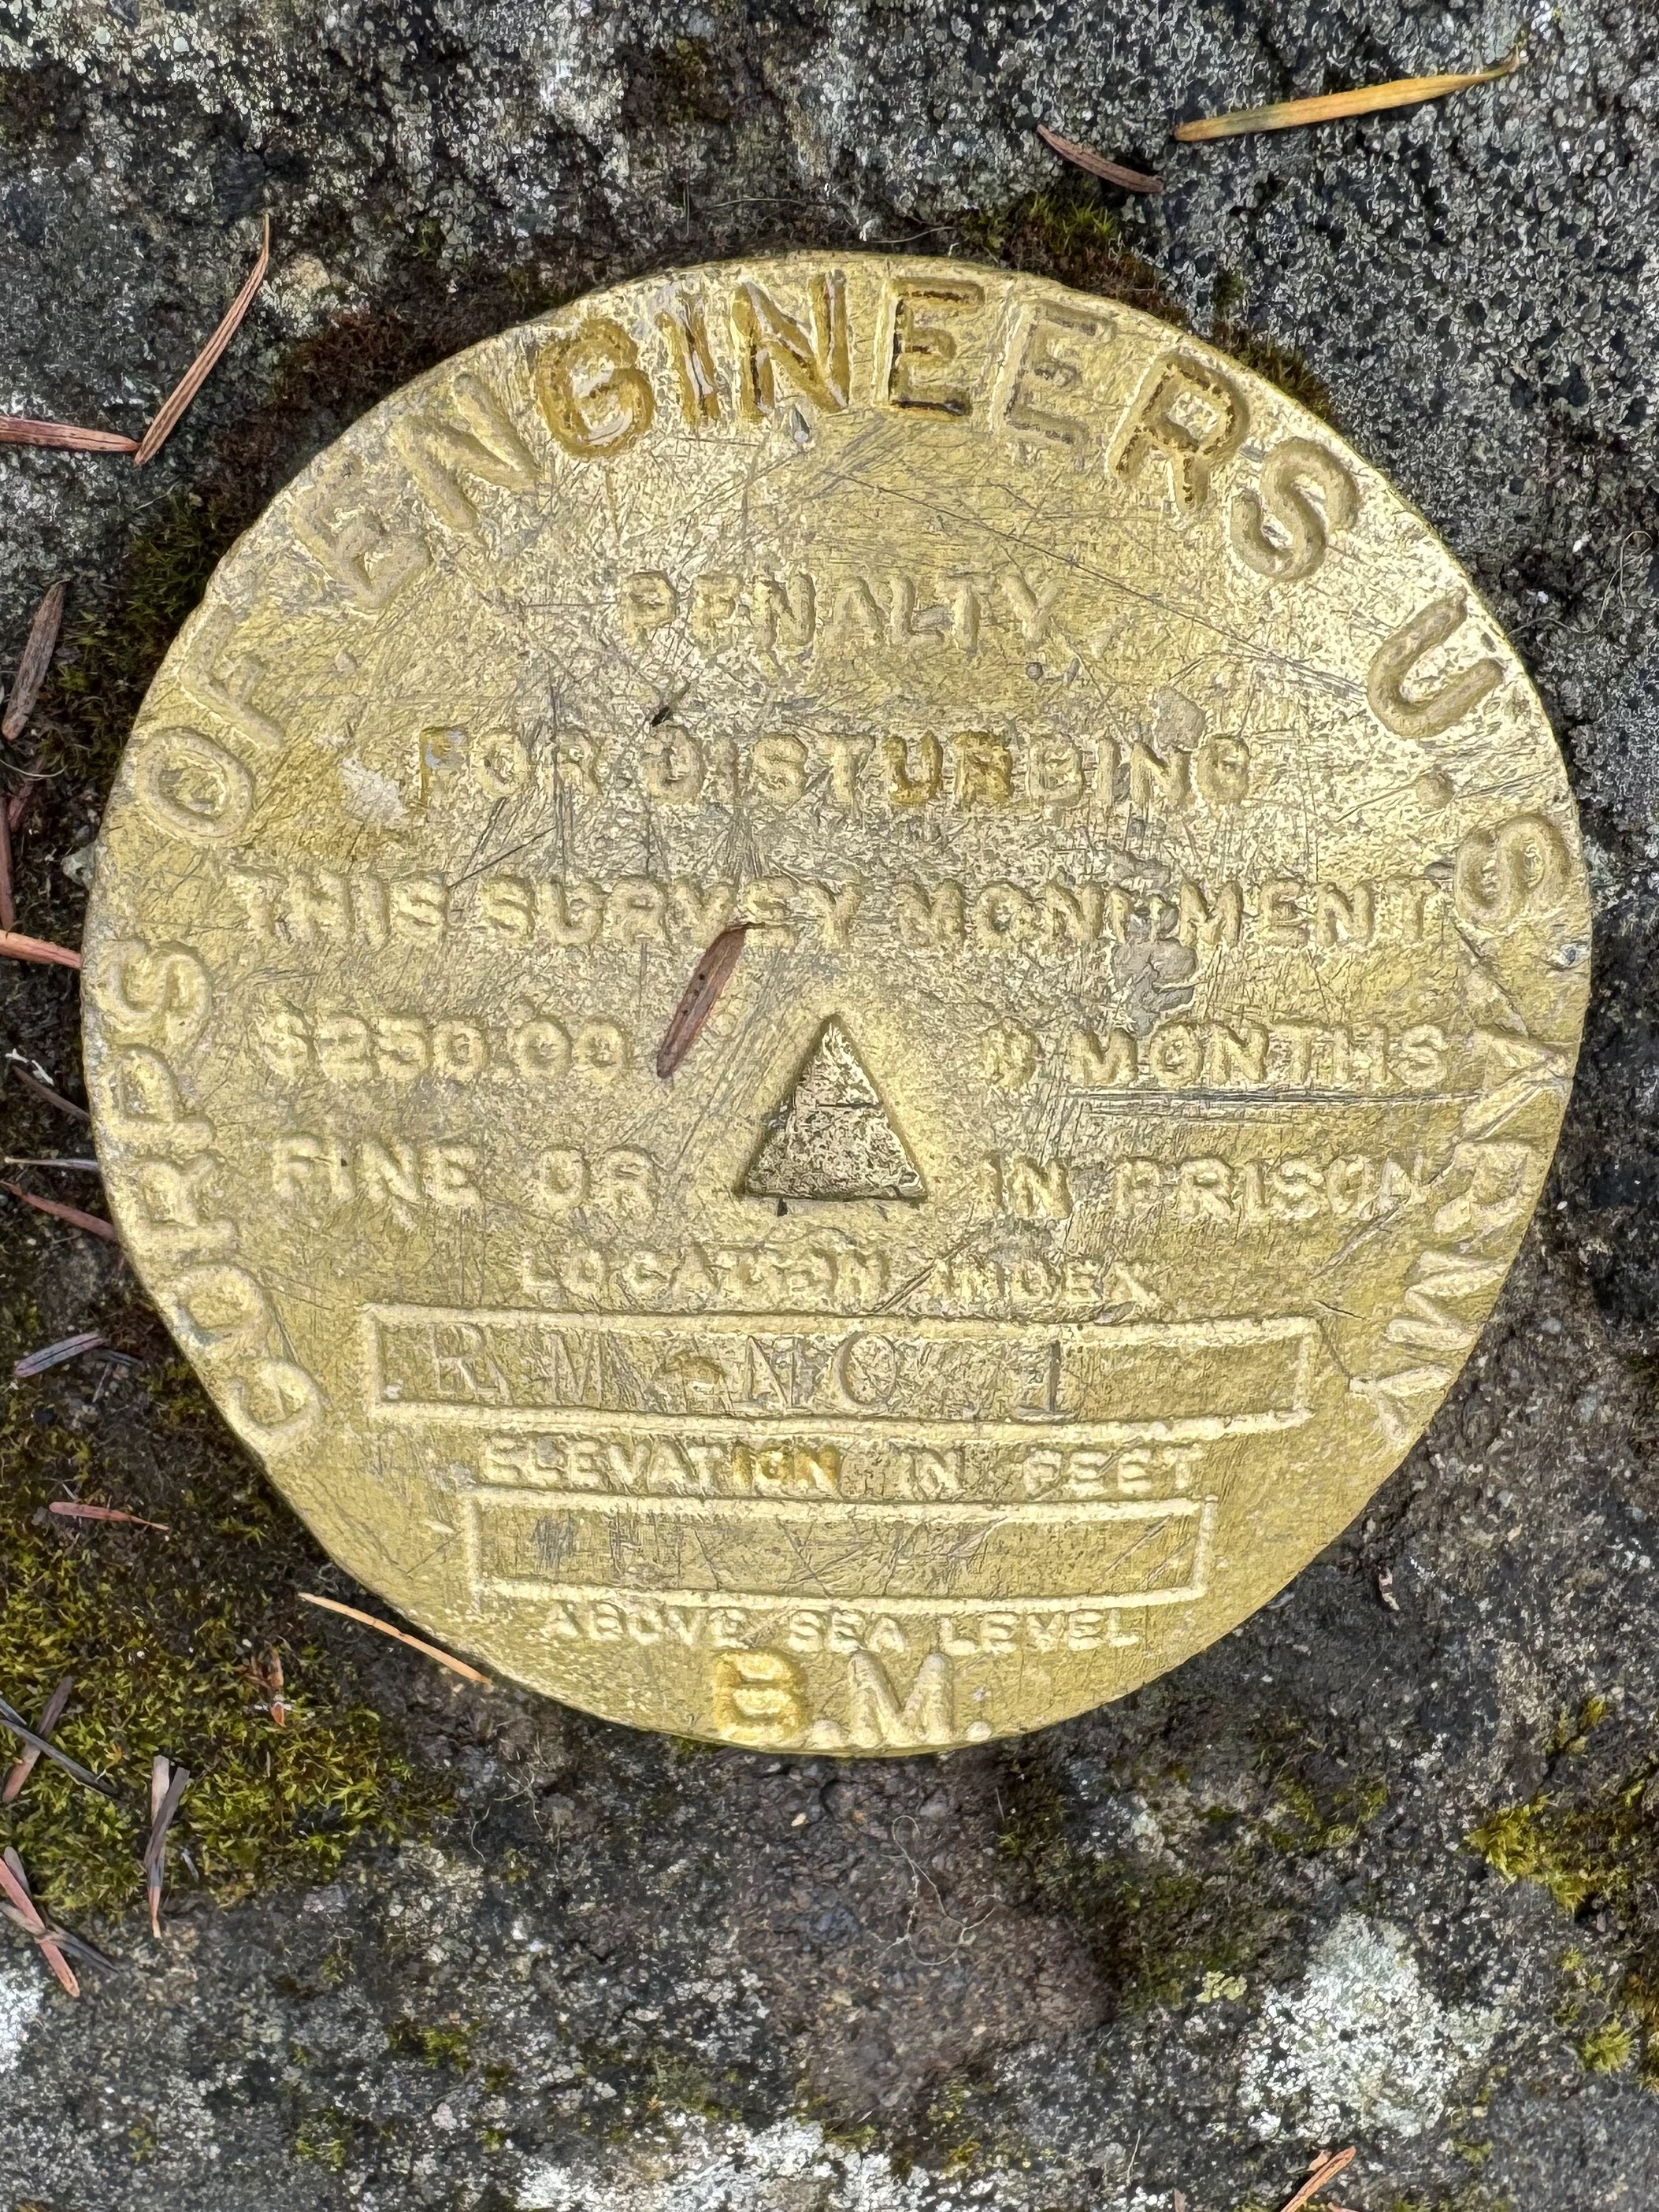 CORPS OF ENGINEERS U.S. ARMY
PENALTY
FOR DISTURBING
THIS SURVEY MONUMENT
$250.00 MONTHS
FINE OR IN PRISON
LOCATION INDEX
R. M - NO 1
ELEVATION IN FEET
ABOVE SEA LEVEL
B.M.